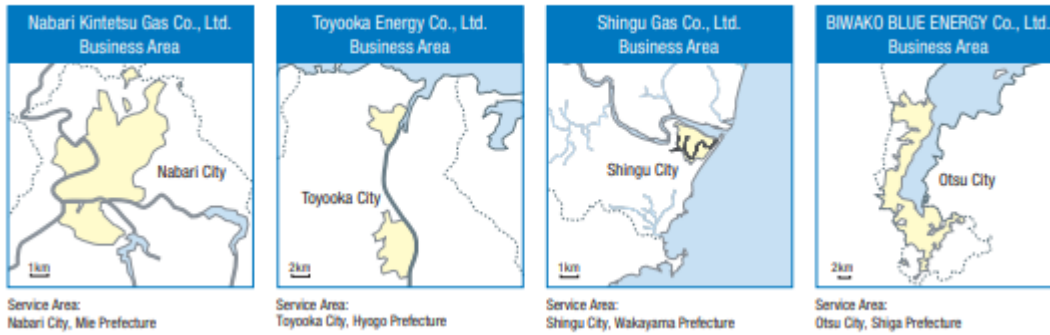 Nabari Kintetsu Gas Co., Ltd.
Business Area
Nabari City
1km
Service Area:
Nabari City, Mie Prefecture
Toyooka Energy Co., Ltd.
Business Area
Toyooka City
2km
Service Area:
Toyooka City, Hyogo Prefecture
Shingu Gas Co., Ltd.
Business Area
Shingu City
1km
Service Area:
Shingu City, Wakayama Prefecture
BIWAKO BLUE ENERGY Co., Ltd.
Business Area
Otsu City
2km
Service Area:
Otsu City, Shiga Prefecture